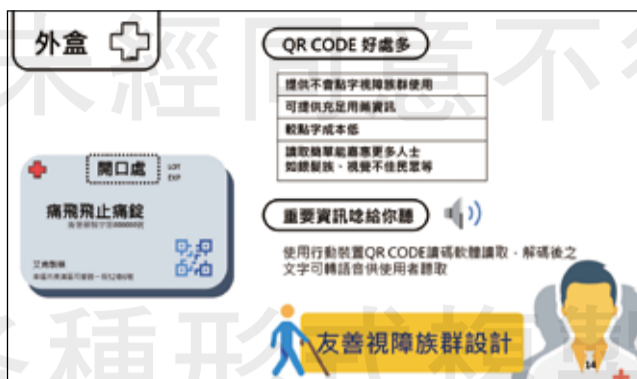 外盒
QR CODE 好處多
提供不會點字視障族群使用
可提供充足用藥資訊
較點字成本低
讀取簡單能嘉惠更多人士
如銀髮族、視覺不佳民眾等
開口處
LOT
EXP
痛飛飛止痛錠
重要資訊唸給你聽
使用行動裝置QR CODE讀碼軟體讀取，解碼後之
文字可轉語音供使用者聽取
友善視障族群設計
14